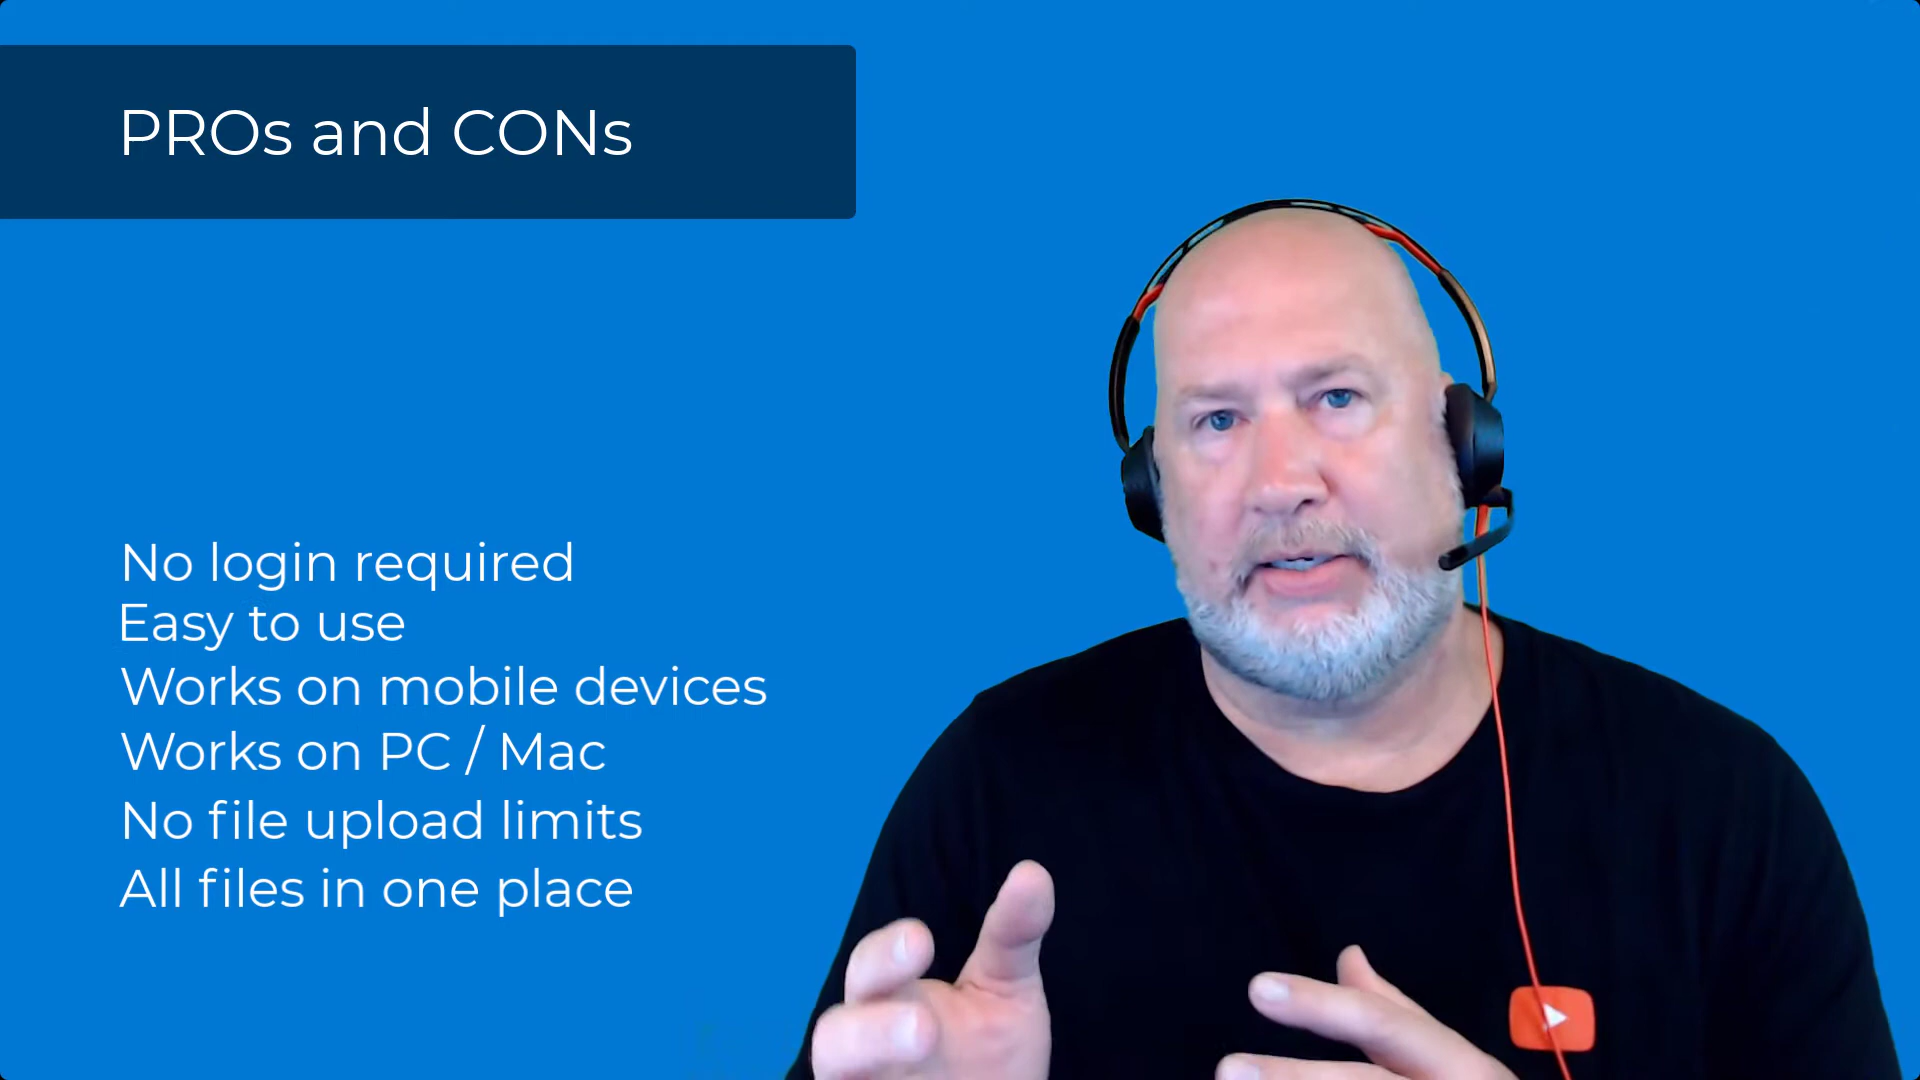 PROs and CONs
No login required
Easy to use
Works on mobile devices
Works on PC / Mac
No file upload limits
All files in one place